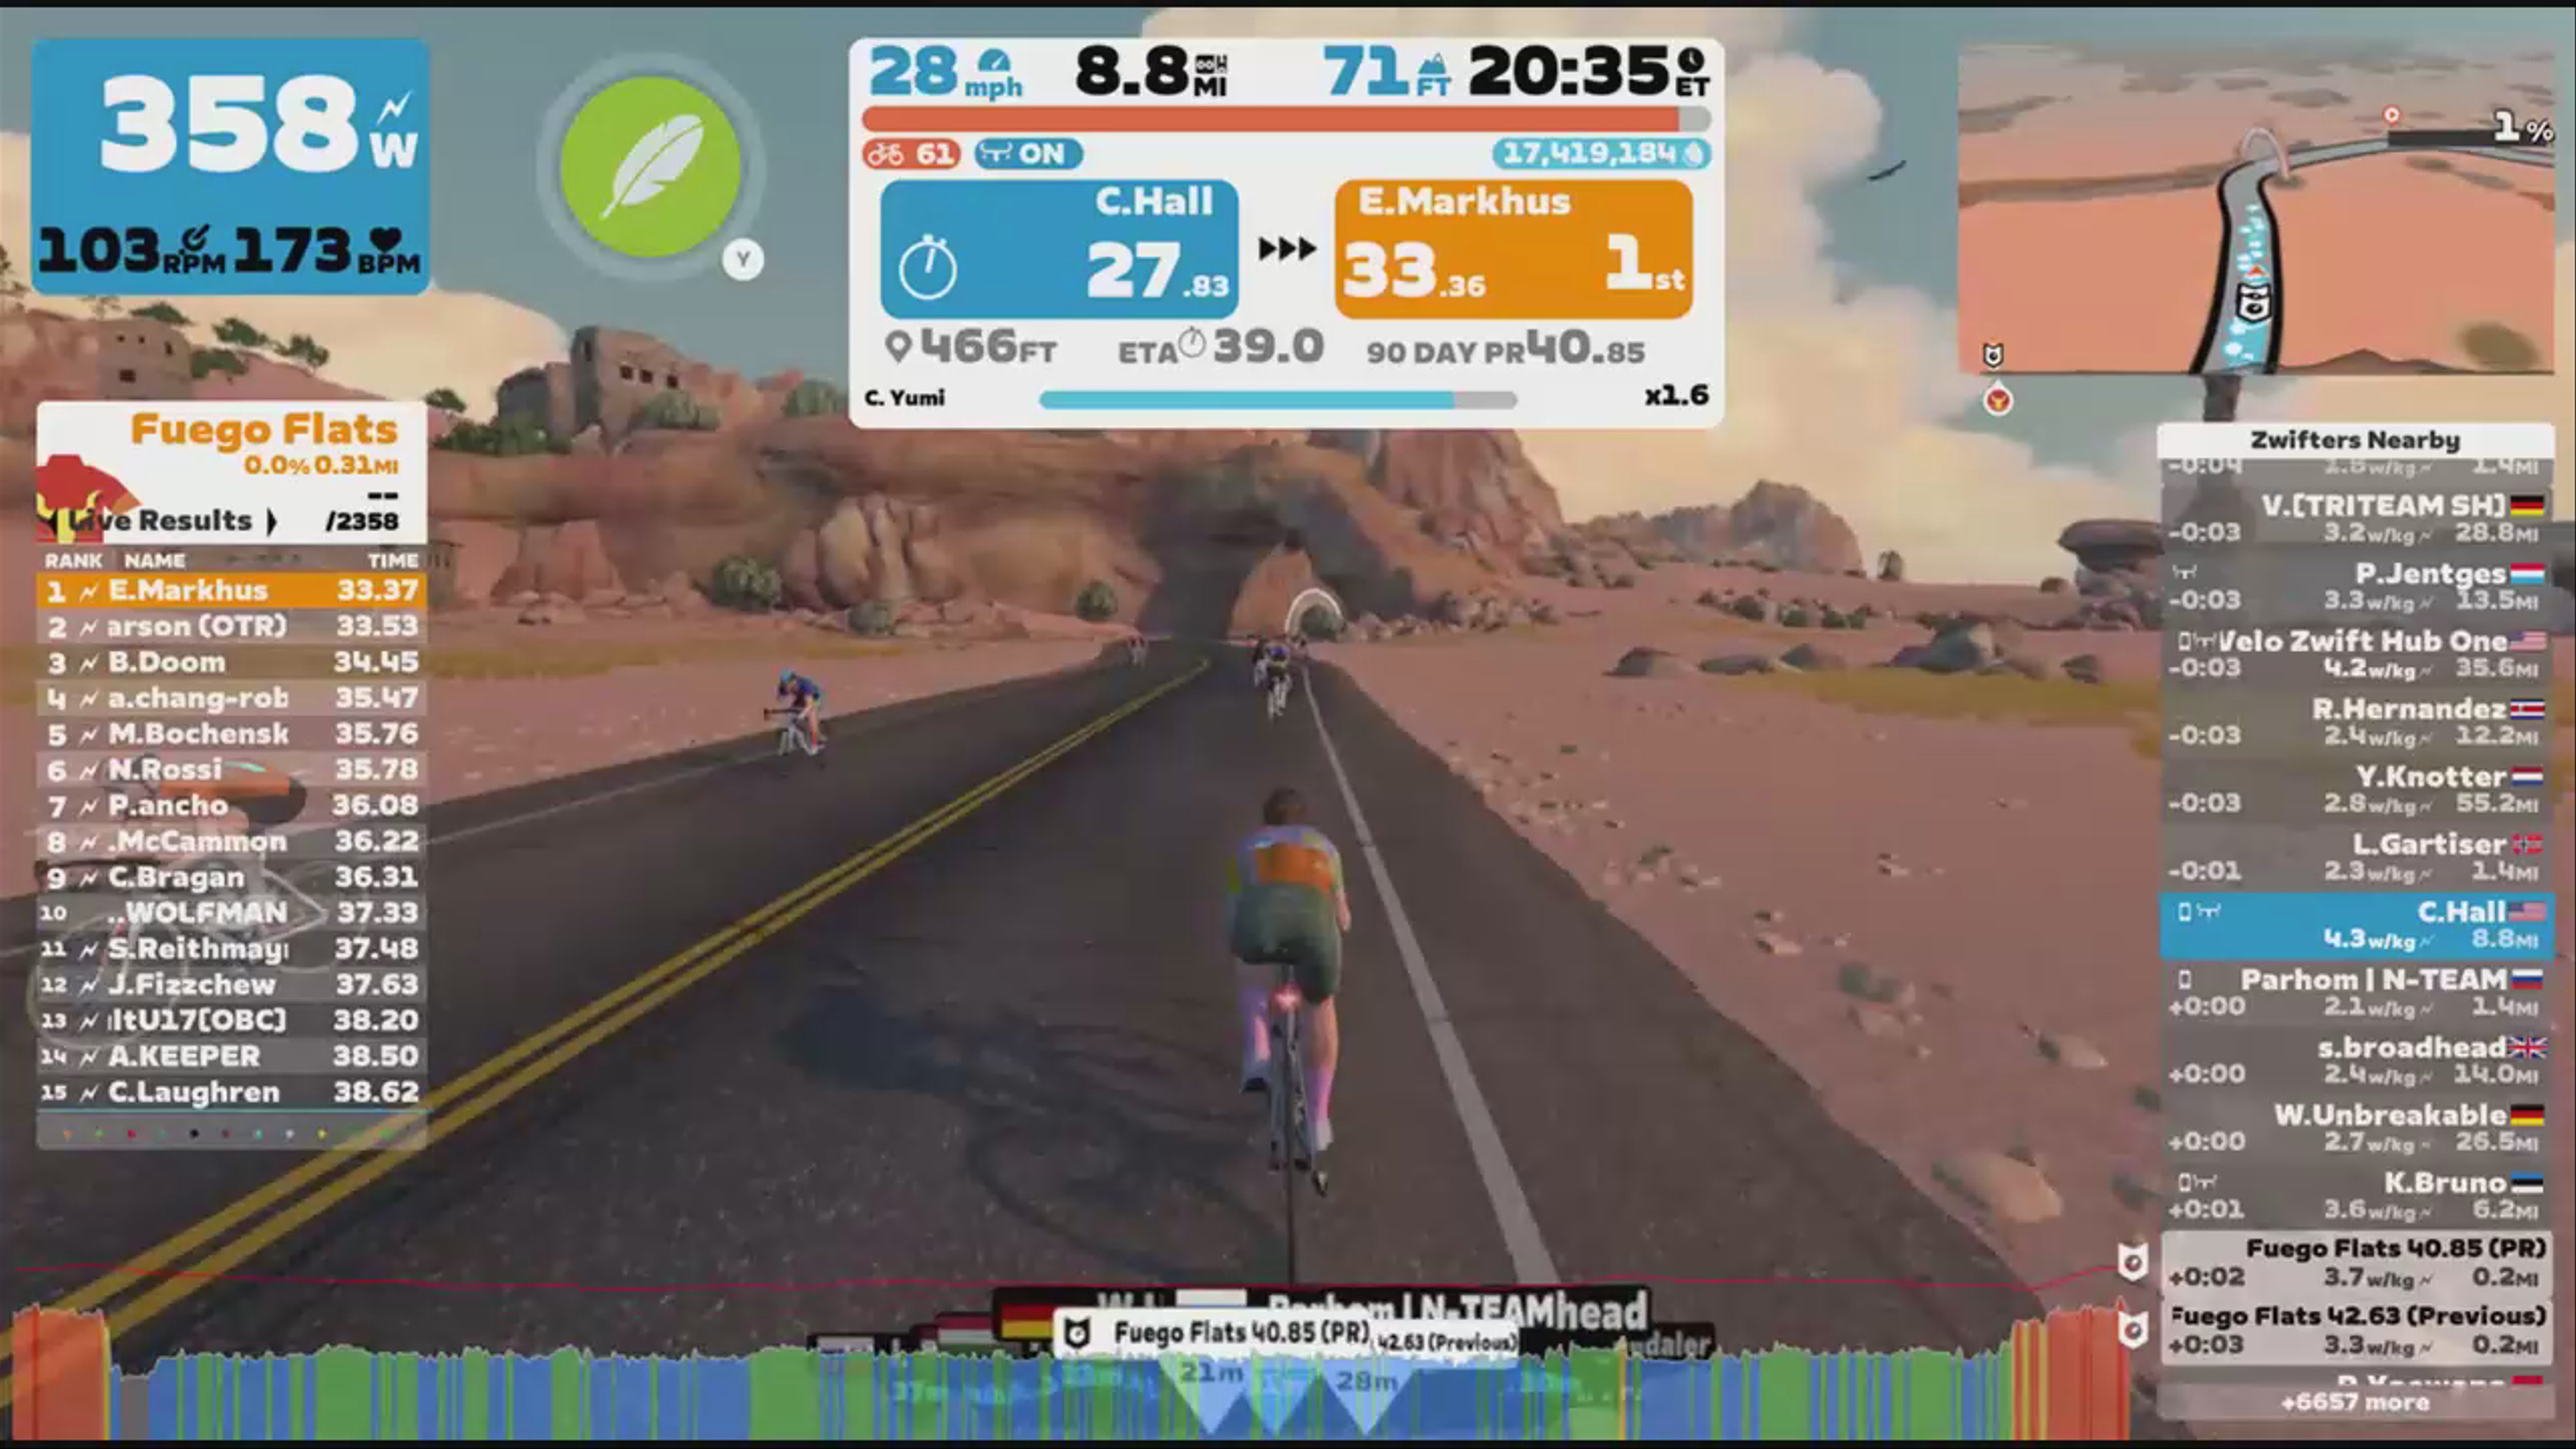 358 W
103 RPM 173 BPM
Y
28 mph 8.8 MI 71 FT 20:35 ET
61 ON 17,419,184
C.Hall
27.83
E.Markhus
33.36 1st
466FT ETA 39.0 90 DAY PR 40.85
C. Yumi x1.6
1%
Fuego Flats
0.0% 0.31MI
--
Live Results /2358
RANK NAME TIME
1 E.Markhus 33.37
2 arson (OTR) 33.53
3 B.Doom 34.45
4 a.chang-rob 35.47
5 M.Bochensk 35.76
6 N.Rossi 35.78
7 P.ancho 36.08
8 .McCammon 36.22
9 C.Bragan 36.31
10 ..WOLFMAN 37.33
11 S.Reithmay 37.48
12 J.Fizzchew 37.63
13 ltU17[OBC] 38.20
14 A.KEEPER 38.50
15 C.Laughren 38.62
Zwifters Nearby
-0:04 1.4MI
V.[TRITEAM SH]
-0:03 3.2w/kg 28.8MI
P.Jentges
-0:03 3.3w/kg 13.5MI
Velo Zwift Hub One
-0:03 4.2w/kg 35.6MI
R.Hernandez
-0:03 2.4w/kg 12.2MI
Y.Knotter
-0:03 2.8w/kg 55.2MI
L.Gartiser
-0:01 2.3w/kg 1.4MI
C.Hall
4.3w/kg 8.8MI
Parhom | N-TEAM
+0:00 2.1w/kg 1.4MI
s.broadhead
+0:00 2.4w/kg 14.0MI
W.Unbreakable
+0:00 2.7w/kg 26.5MI
K.Bruno
+0:01 3.6w/kg 6.2MI
Fuego Flats 40.85 (PR)
+0:02 3.7w/kg 0.2MI
Fuego Flats 42.63 (Previous)
+0:03 3.3w/kg 0.2MI
+6657 more
Parhom | N-TEAM head
Fuego Flats 40.85 (PR) 42.63 (Previous) daler
21m 28m